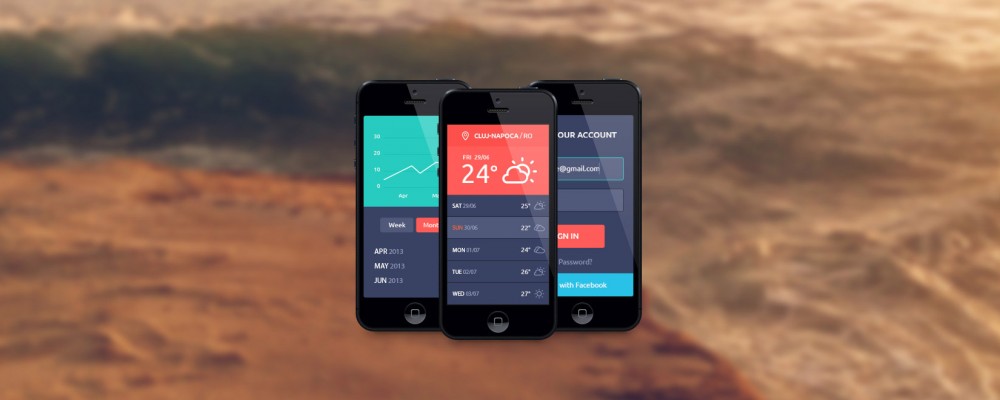 30
20
10
0
Apr
Week
APR 2013
MAY 2013
JUN 2013
CLUJ-NAPOCA / RO
FRI 29/06
24°
SAT 29/06 25°
SUN 30/06 22°
MON 01/07 24°
TUE 02/07 26°
WED 03/07 27°
OUR ACCOUNT
e@gmail.com
GN IN
Password?
with Facebook